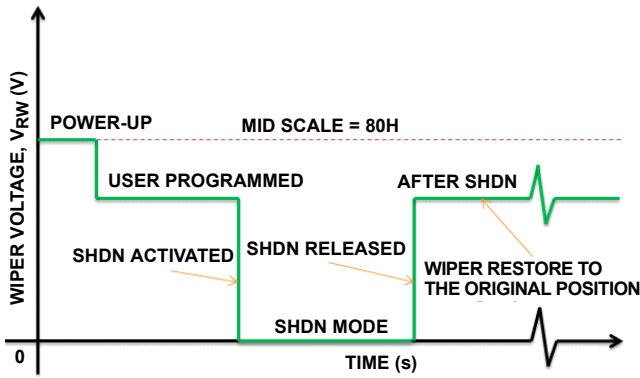 WIPER VOLTAGE, VRW (V)
POWER-UP
MID SCALE = 80H
USER PROGRAMMED
AFTER SHDN
SHDN ACTIVATED
SHDN RELEASED
WIPER RESTORE TO
THE ORIGINAL POSITION
SHDN MODE
0
TIME (s)